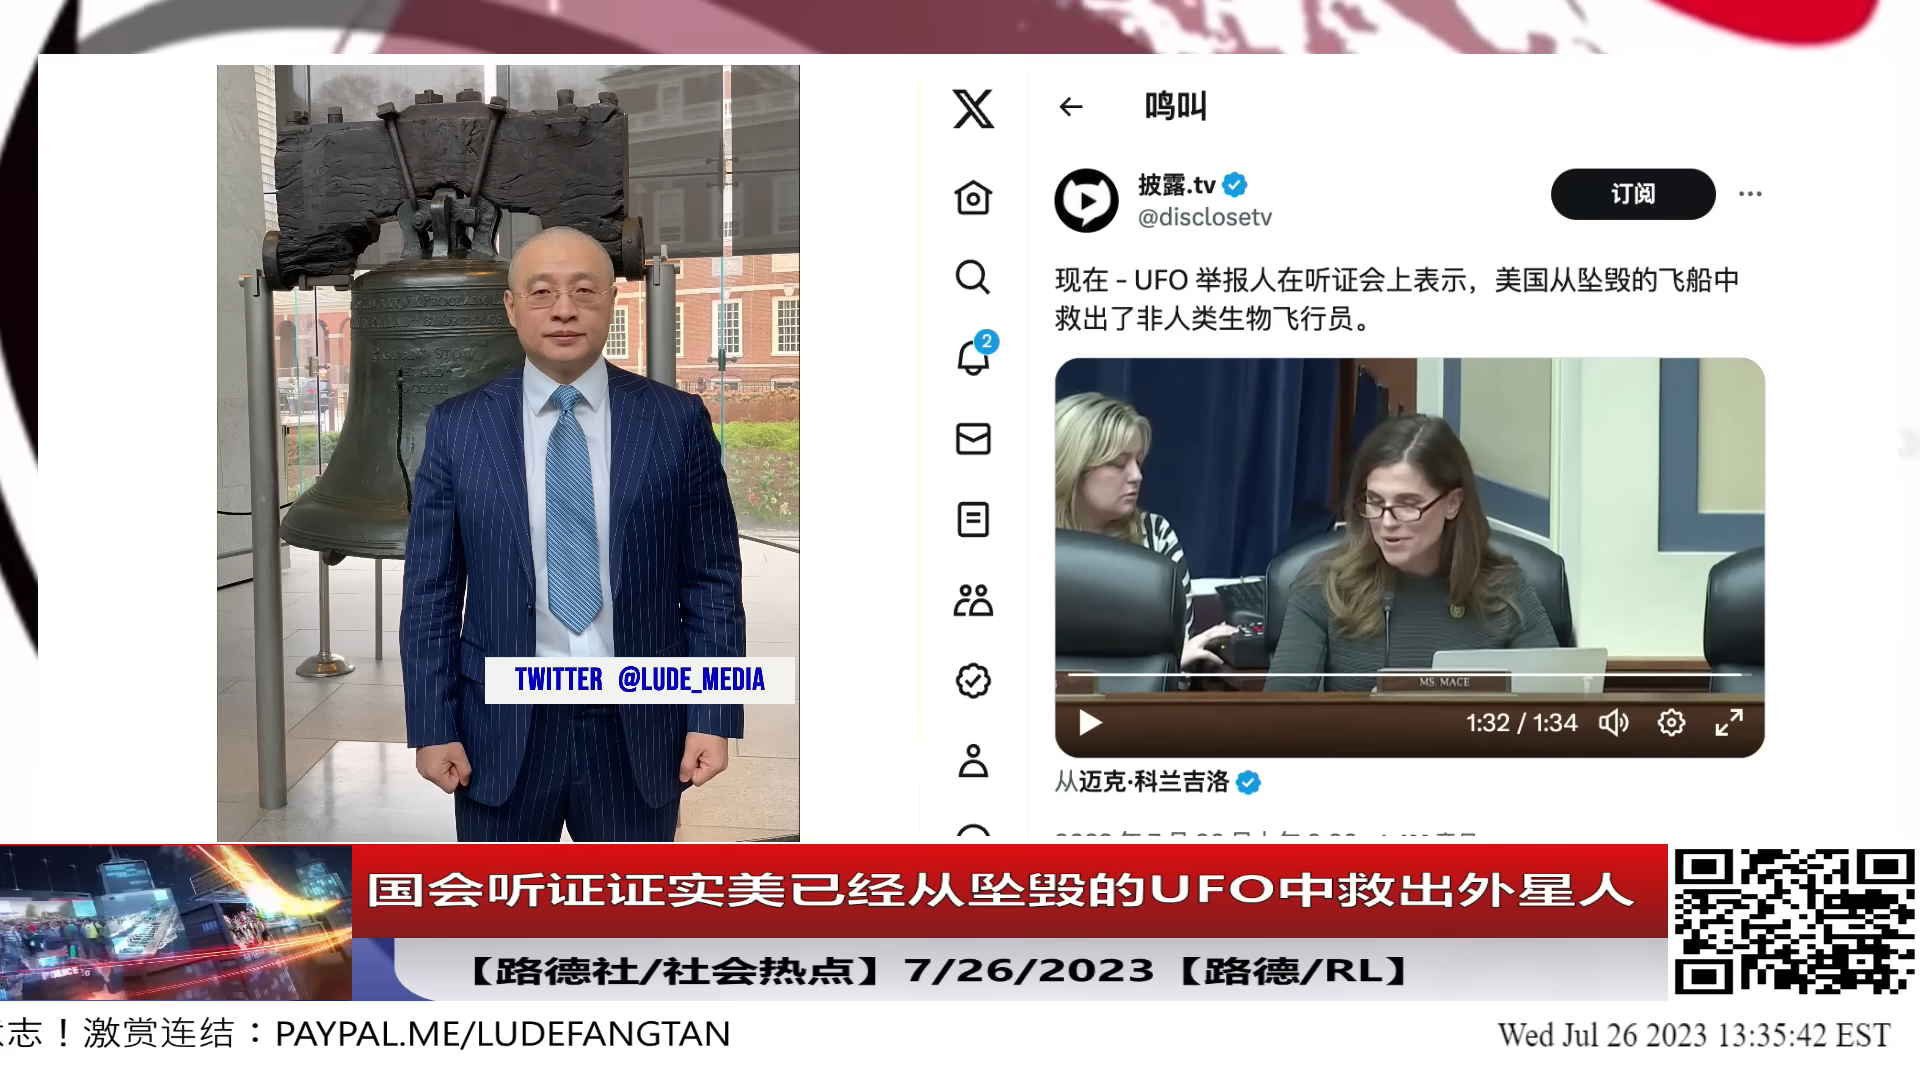 PASS AND STOW
TWITTER @LUDE_MEDIA
鸣叫
披露.tv
@disclosetv
订阅
2
现在 - UFO 举报人在听证会上表示，美国从坠毁的飞船中
救出了非人类生物飞行员。
MS. MACE
1:32 / 1:34
从迈克·科兰吉洛
国会听证证实美已经从坠毁的UFO中救出外星人
【路德社/社会热点】7/26/2023【路德/RL】
POLICE
志！激赏连结：PAYPAL.ME/LUDEFANGTAN
Wed Jul 26 2023 13:35:42 EST